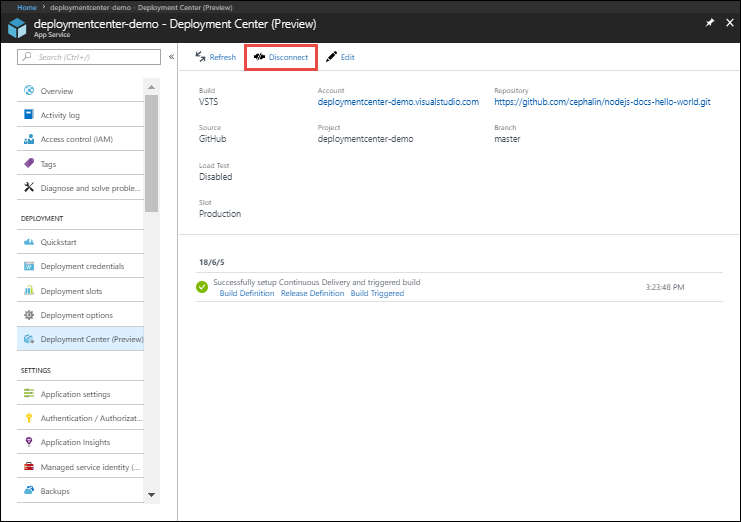 Home > deploymentcenter-demo - Deployment Center (Preview)
deploymentcenter-demo - Deployment Center (Preview)
App Service
Search (Ctrl+/)
«
Overview
Activity log
Access control (IAM)
Tags
Diagnose and solve proble...
DEPLOYMENT
Quickstart
Deployment credentials
Deployment slots
Deployment options
Deployment Center (Preview)
SETTINGS
Application settings
Authentication / Authorizat...
Application Insights
Managed service identity (...
Backups
Refresh
Disconnect
Edit
Build
VSTS
Account
deploymentcenter-demo.visualstudio.com
Repository
https://github.com/cephalin/nodejs-docs-hello-world.git
Source
GitHub
Project
deploymentcenter-demo
Branch
master
Load Test
Disabled
Slot
Production
18/6/5
Successfully setup Continuous Delivery and triggered build
Build Definition Release Definition Build Triggered
3:23:48 PM